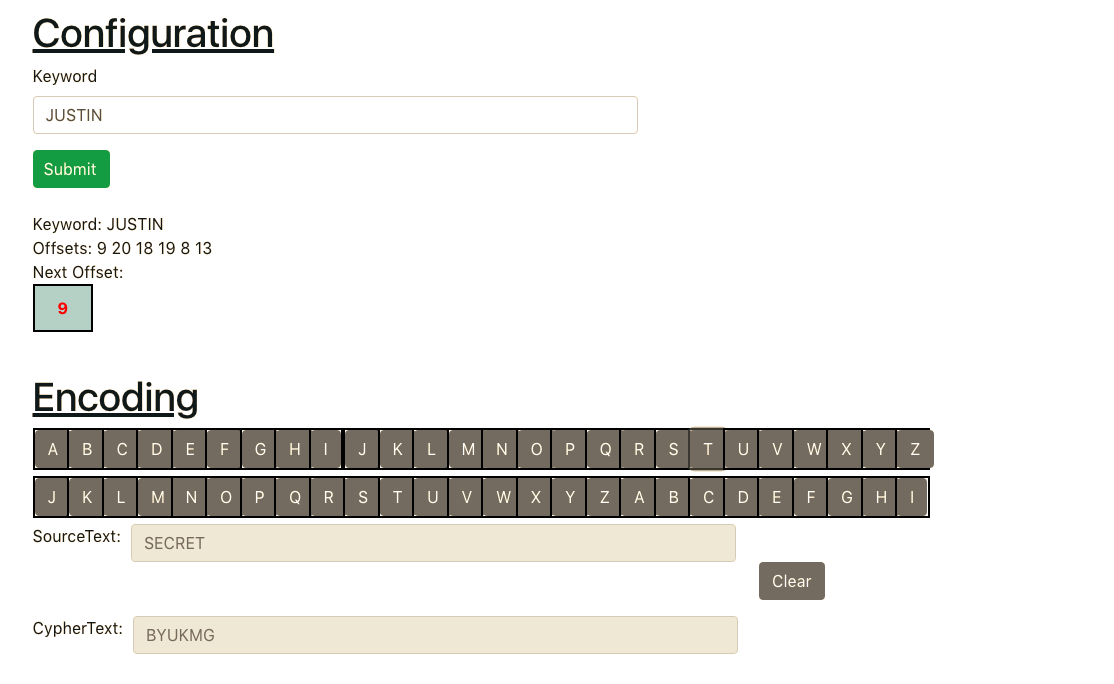 Configuration
Keyword
JUSTIN
Submit
Keyword: JUSTIN
Offsets: 9 20 18 19 8 13
Next Offset:
9
Encoding
A B C D E F G H I J K L M N O P Q R S T U V W X Y Z
J K L M N O P Q R S T U V W X Y Z A B C D E F G H I
SourceText: SECRET
Clear
CypherText: BYUKMG